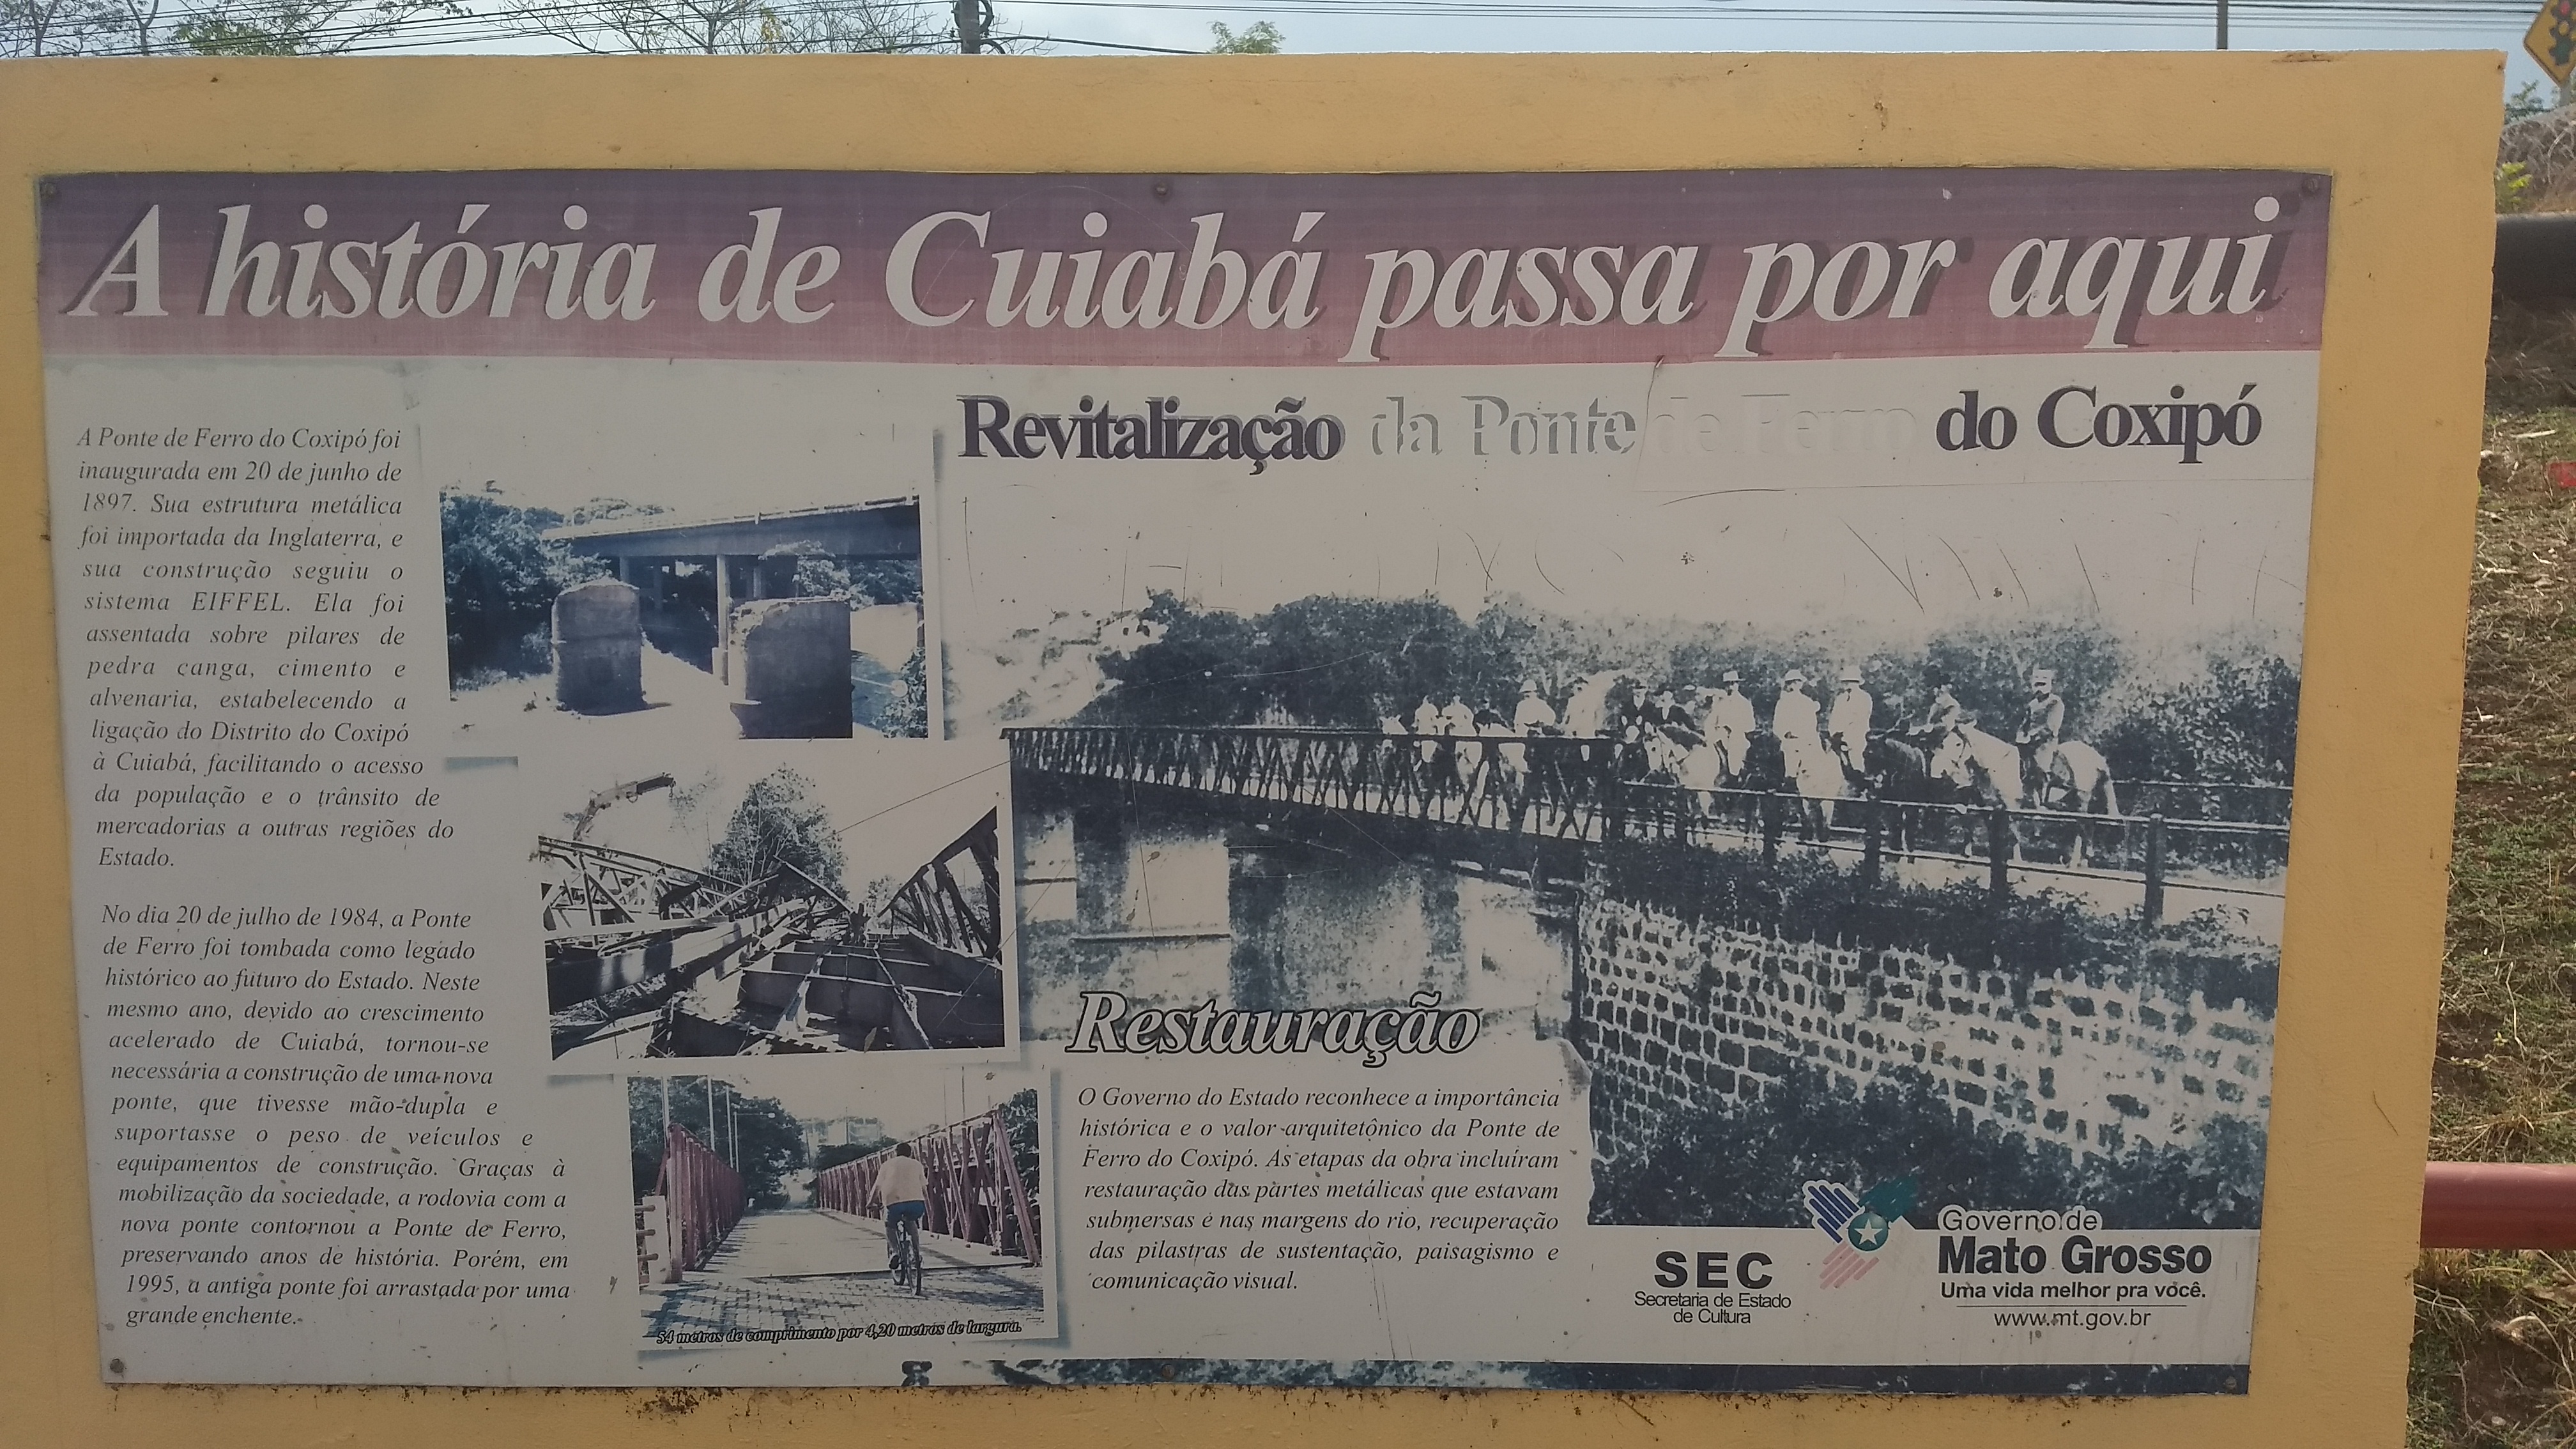 A história de Cuiabá passa por aqui
Revitalização da Ponte de Ferro do Coxipó
A Ponte de Ferro do Coxipó foi
inaugurada em 20 de junho de
1897. Sua estrutura metálica
foi importada da Inglaterra, e
sua construção seguiu o
sistema EIFFEL. Ela foi
assentada sobre pilares de
pedra canga, cimento e
alvenaria, estabelecendo a
ligação do Distrito do Coxipó
à Cuiabá, facilitando o acesso
da população e o trânsito de
mercadorias a outras regiões do
Estado.
No dia 20 de julho de 1984, a Ponte
de Ferro foi tombada como legado
histórico ao futuro do Estado. Neste
mesmo ano, devido ao crescimento
acelerado de Cuiabá, tornou-se
necessária a construção de uma nova
ponte, que tivesse mão-dupla e
suportasse o peso de veículos e
equipamentos de construção. Graças à
mobilização da sociedade, a rodovia com a
nova ponte contornou a Ponte de Ferro,
preservando anos de história. Porém, em
1995, a antiga ponte foi arrastada por uma
grande enchente.
54 metros de comprimento por 4,20 metros de largura.
Restauração
O Governo do Estado reconhece a importância
histórica e o valor arquitetônico da Ponte de
Ferro do Coxipó. As etapas da obra incluíram
restauração das partes metálicas que estavam
submersas e nas margens do rio, recuperação
das pilastras de sustentação, paisagismo e
comunicação visual.
SEC
Secretaria de Estado
de Cultura
Governo de
Mato Grosso
Uma vida melhor pra você.
www.mt.gov.br